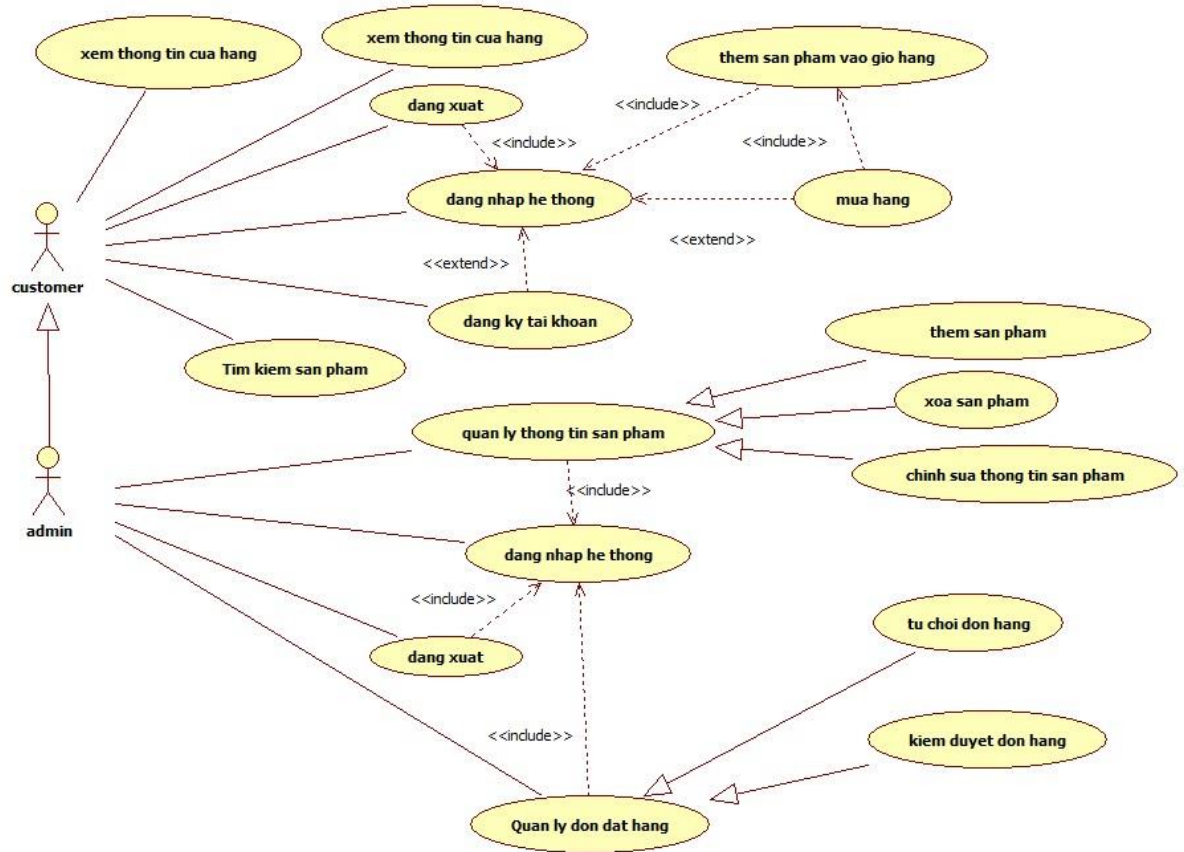 xem thong tin cua hang
xem thong tin cua hang
them san pham vao gio hang
dang xuat
<<include>>
<<include>>
<<include>>
dang nhap he thong
mua hang
<<extend>>
<<extend>>
customer
dang ky tai khoan
Tim kiem san pham
them san pham
xoa san pham
quan ly thong tin san pham
chinh sua thong tin san pham
<<include>>
admin
dang nhap he thong
<<include>>
tu choi don hang
dang xuat
<<include>>
kiem duyet don hang
Quan ly don dat hang